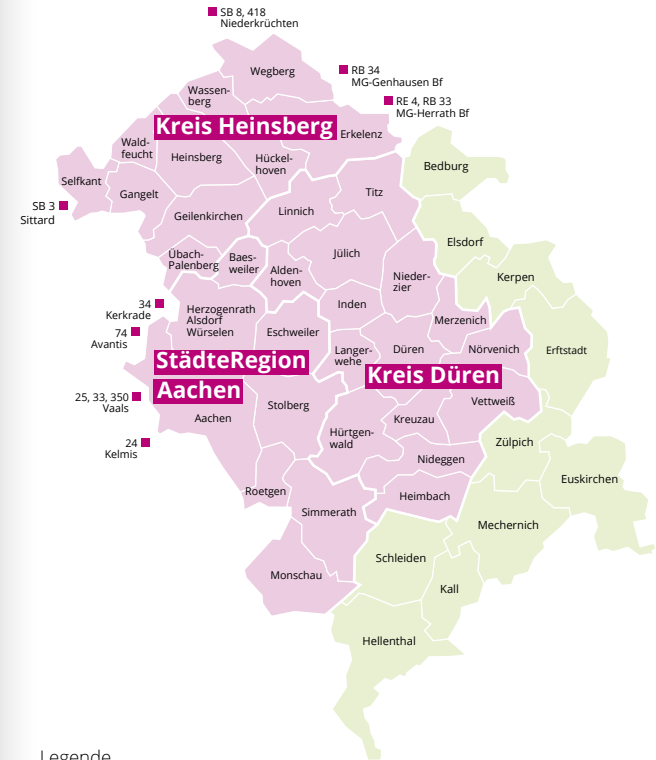 SB 8, 418
Niederkrüchten
RB 34
MG-Genhausen Bf
RE 4, RB 33
MG-Herrath Bf
Wegberg
Wassen-
berg
Kreis Heinsberg
Erkelenz
Wald-
feucht
Heinsberg
Hückel-
hoven
Bedburg
Selfkant
Gangelt
Titz
SB 3
Sittard
Geilenkirchen
Linnich
Elsdorf
Übach-
Palenberg
Baes-
weiler
Alden-
hoven
Jülich
Nieder-
zier
Kerpen
34
Kerkrade
Herzogenrath
Alsdorf
Würselen
Inden
Merzenich
74
Avantis
Eschweiler
Langer-
wehe
Düren
Nörvenich
Erftstadt
StädteRegion
Aachen
Kreis Düren
25, 33, 350
Vaals
Aachen
Stolberg
Vettweiß
Kreuzau
24
Kelmis
Hürtgen-
wald
Zülpich
Nideggen
Euskirchen
Roetgen
Heimbach
Simmerath
Mechernich
Schleiden
Monschau
Kall
Hellenthal
Legende